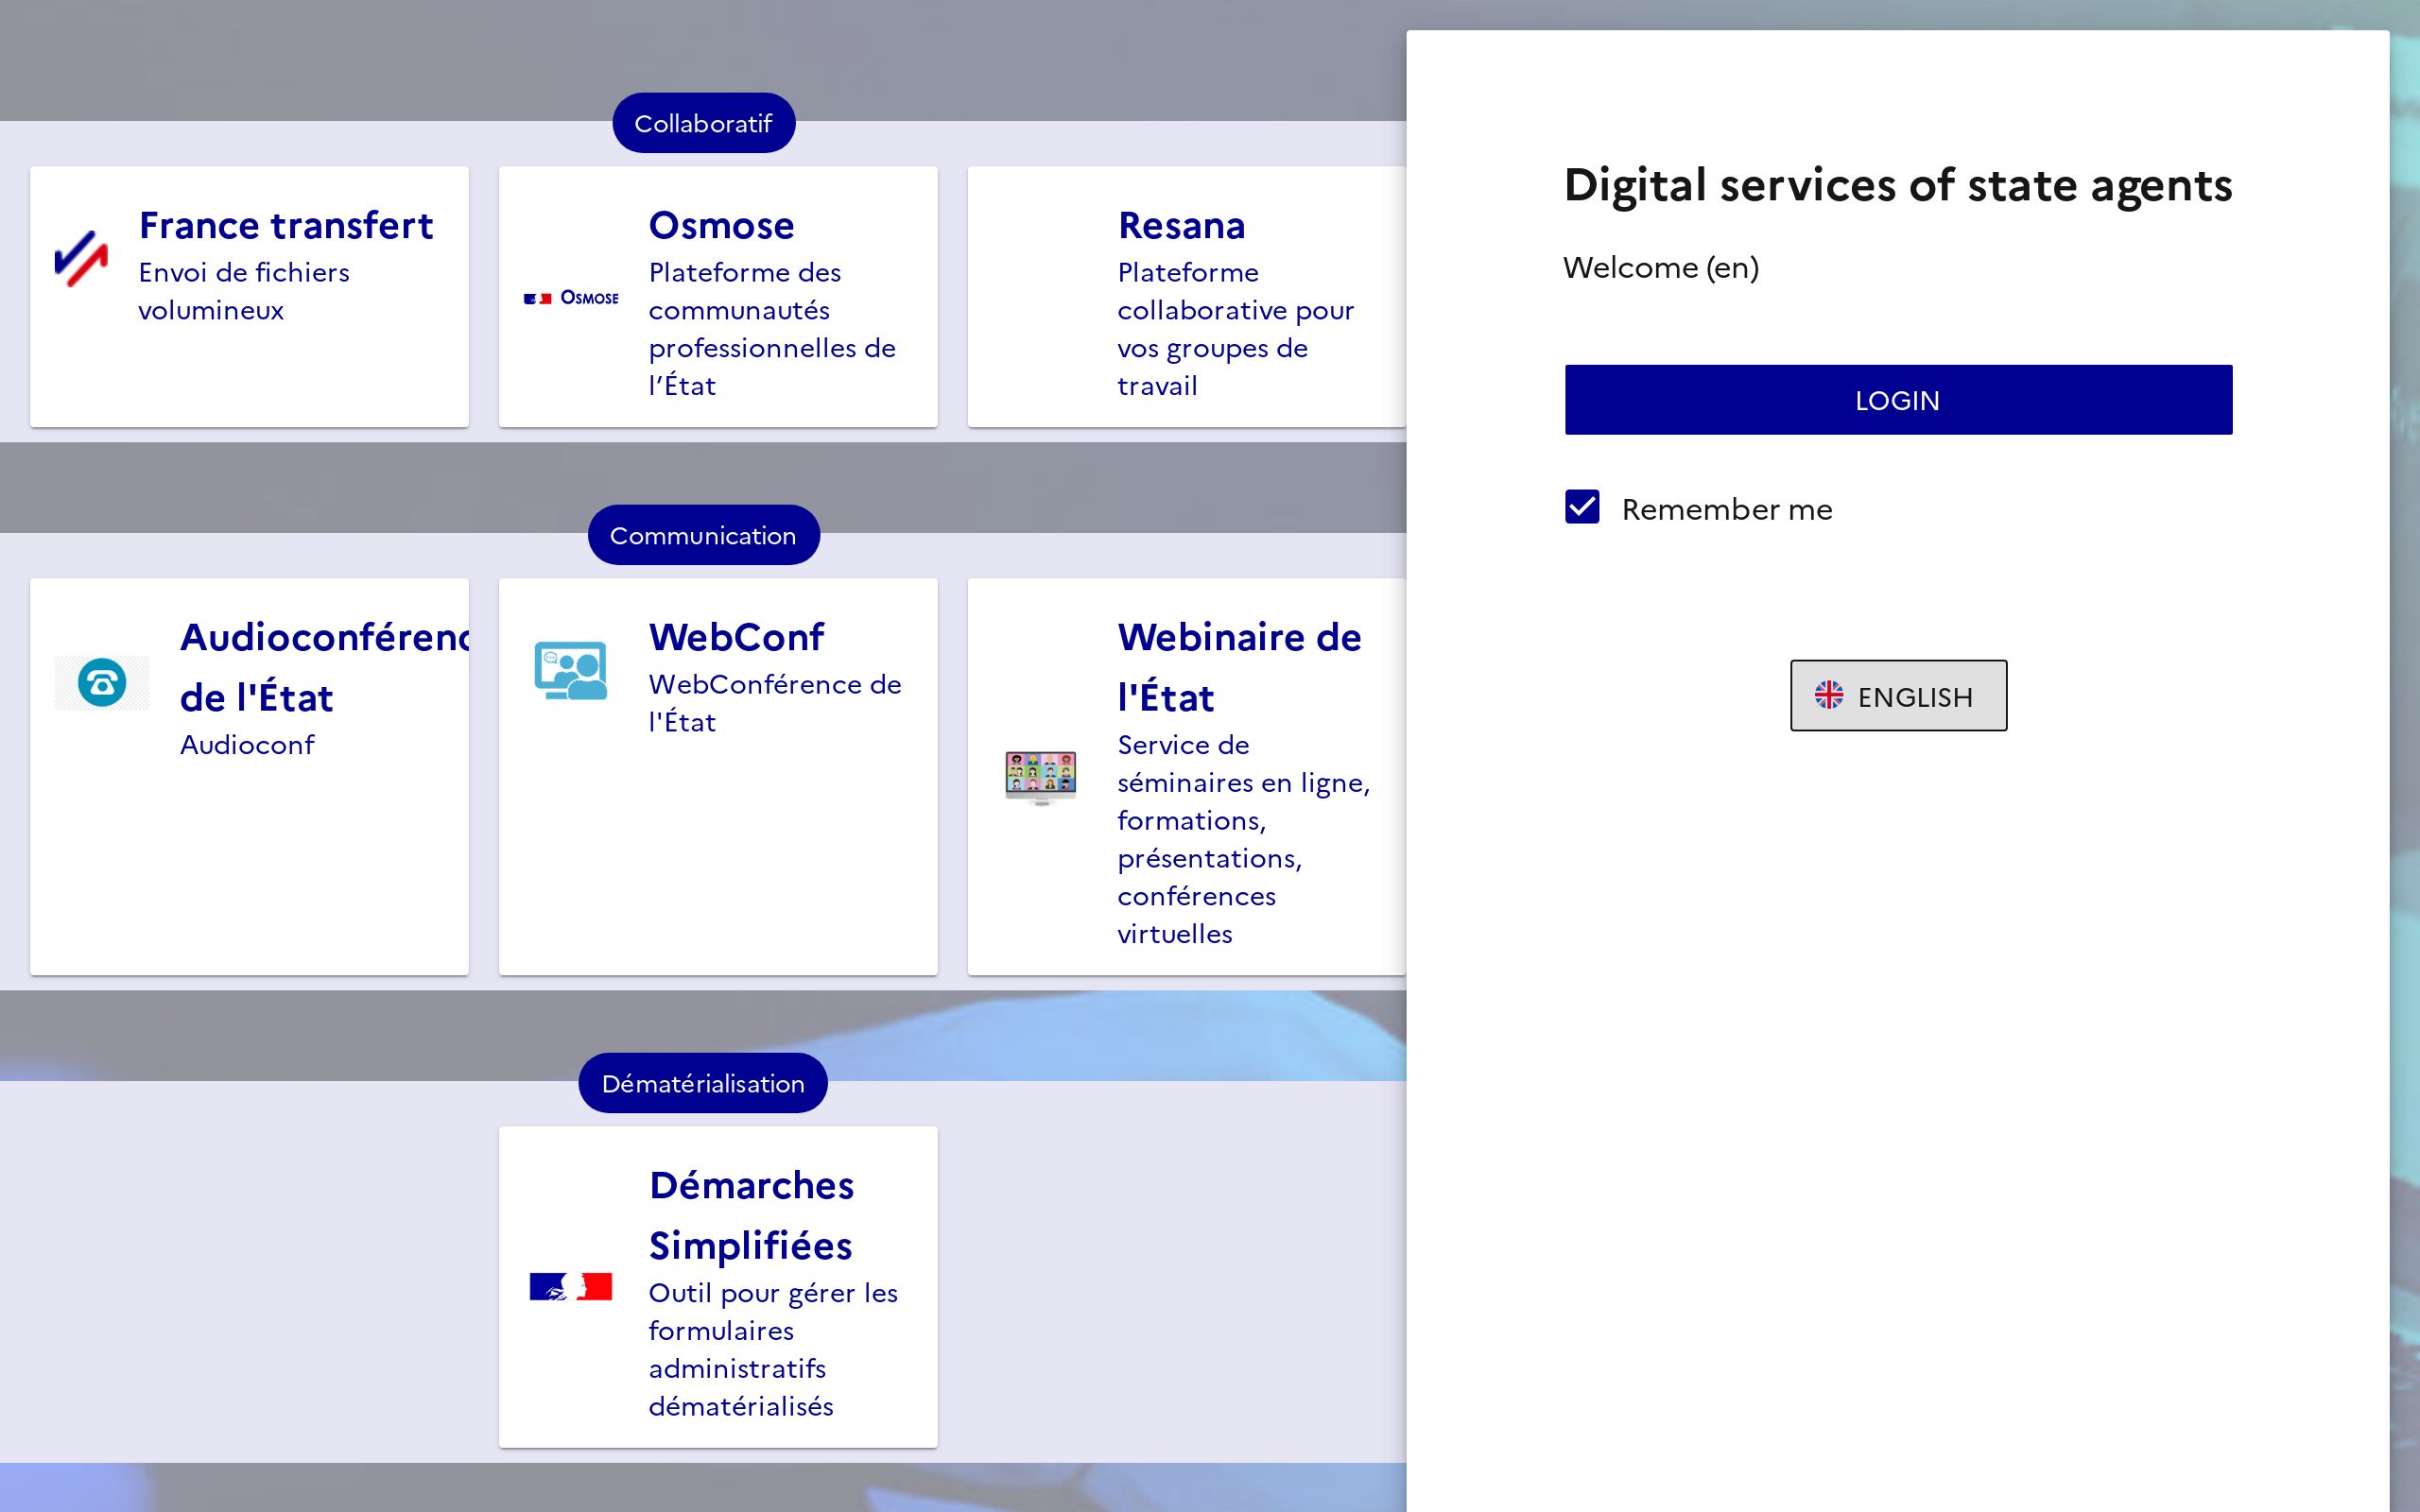 Collaboratif
France transfert
Envoi de fichiers
volumineux
OSMOSE
Osmose
Plateforme des
communautés
professionnelles de
l’État
Resana
Plateforme
collaborative pour
vos groupes de
travail
Communication
Audioconféren
de l'État
Audioconf
WebConf
WebConférence de
l'État
Webinaire de
l'État
Service de
séminaires en ligne,
formations,
présentations,
conférences
virtuelles
Dématérialisation
Démarches
Simplifiées
Outil pour gérer les
formulaires
administratifs
dématérialisés
Digital services of state agents
Welcome (en)
LOGIN
Remember me
ENGLISH